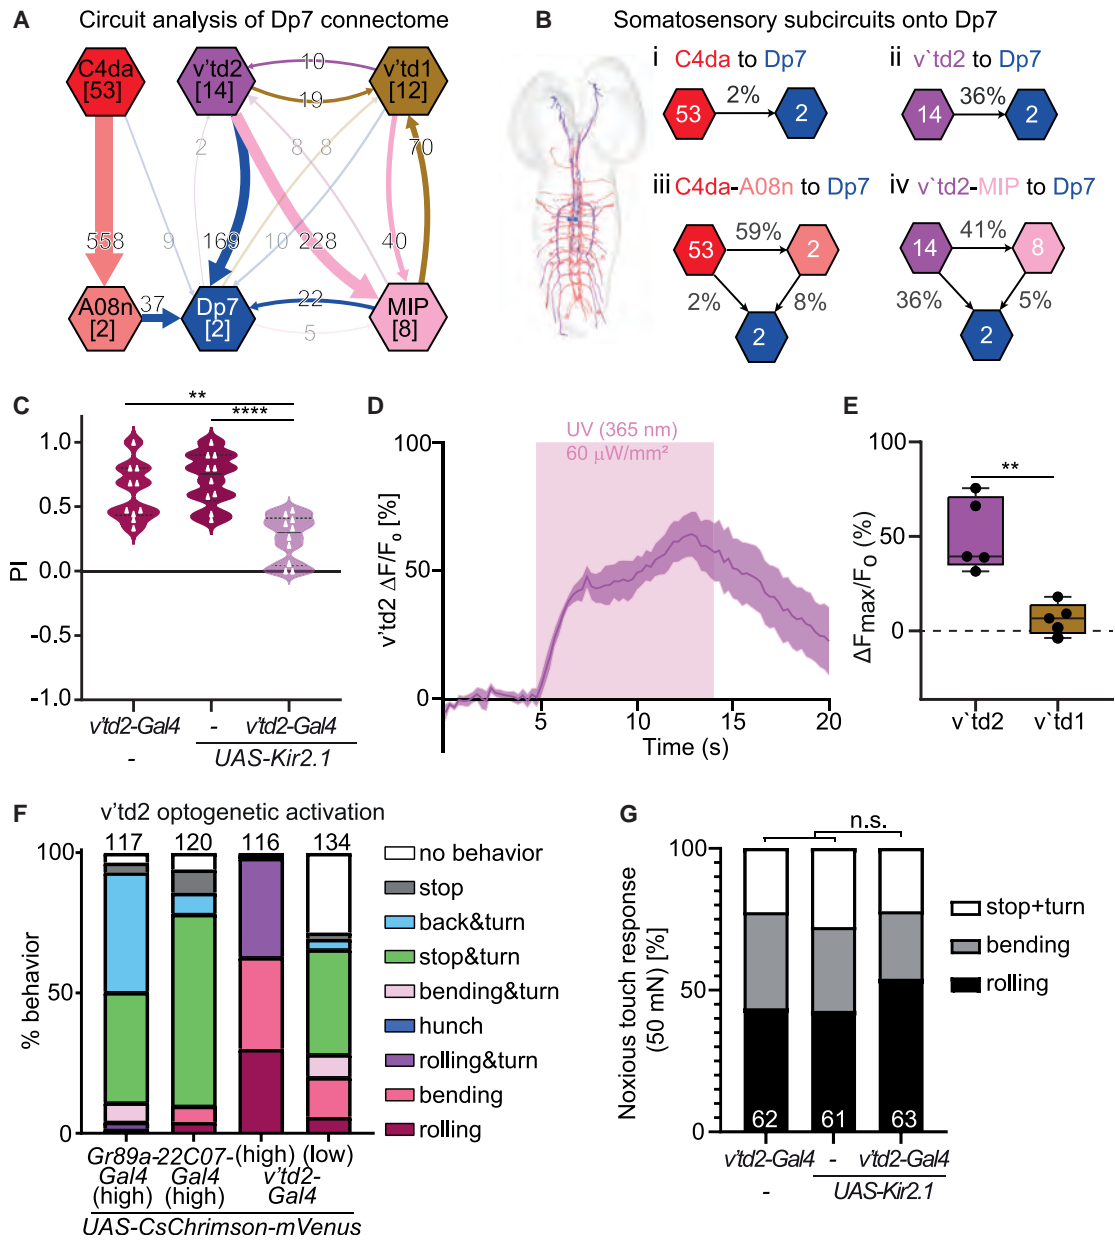 A Circuit analysis of Dp7 connectome
C4da
[53]
v'td2
[14]
v'td1
[12]
10
19
2
8
8
70
558
9
169
10
228
40
A08n
[2]
37
Dp7
[2]
22
5
MIP
[8]
B Somatosensory subcircuits onto Dp7
i C4da to Dp7
53
2%
2
ii v`td2 to Dp7
14
36%
2
iii C4da-A08n to Dp7
53
59%
2
2%
8%
2
iv v`td2-MIP to Dp7
14
41%
8
36%
5%
2
C
**
****
PI
1.0
0.5
0.0
-0.5
-1.0
v'td2-Gal4 - v'td2-Gal4
- UAS-Kir2.1
D
UV (365 nm)
60 µW/mm²
v'td2 ΔF/Fo [%]
100
50
0
5 10 15 20
Time (s)
E
**
ΔFmax/Fo (%)
100
50
0
v`td2 v`td1
F v'td2 optogenetic activation
117 120 116 134
% behavior
100
50
0
Gr89a-Gal4 (high)
22C07-Gal4 (high)
(high) (low)
v'td2-Gal4
UAS-CsChrimson-mVenus
no behavior
stop
back&turn
stop&turn
bending&turn
hunch
rolling&turn
bending
rolling
G
n.s.
Noxious touch response
(50 mN) [%]
100
50
0
62 61 63
v'td2-Gal4 - v'td2-Gal4
- UAS-Kir2.1
stop+turn
bending
rolling